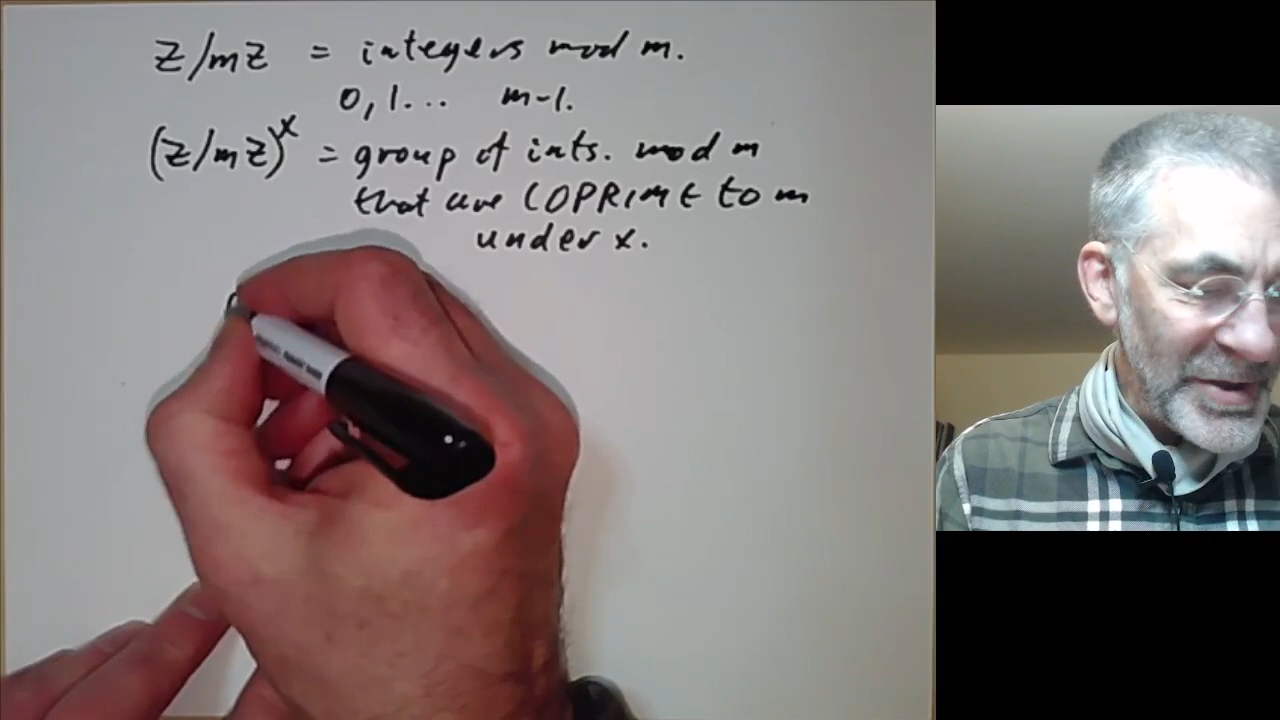 Z/mZ = integers mod m.
0, 1... m-1.
(Z/mZ)^x = group of ints. mod m
that are COPRIME to m
under x.